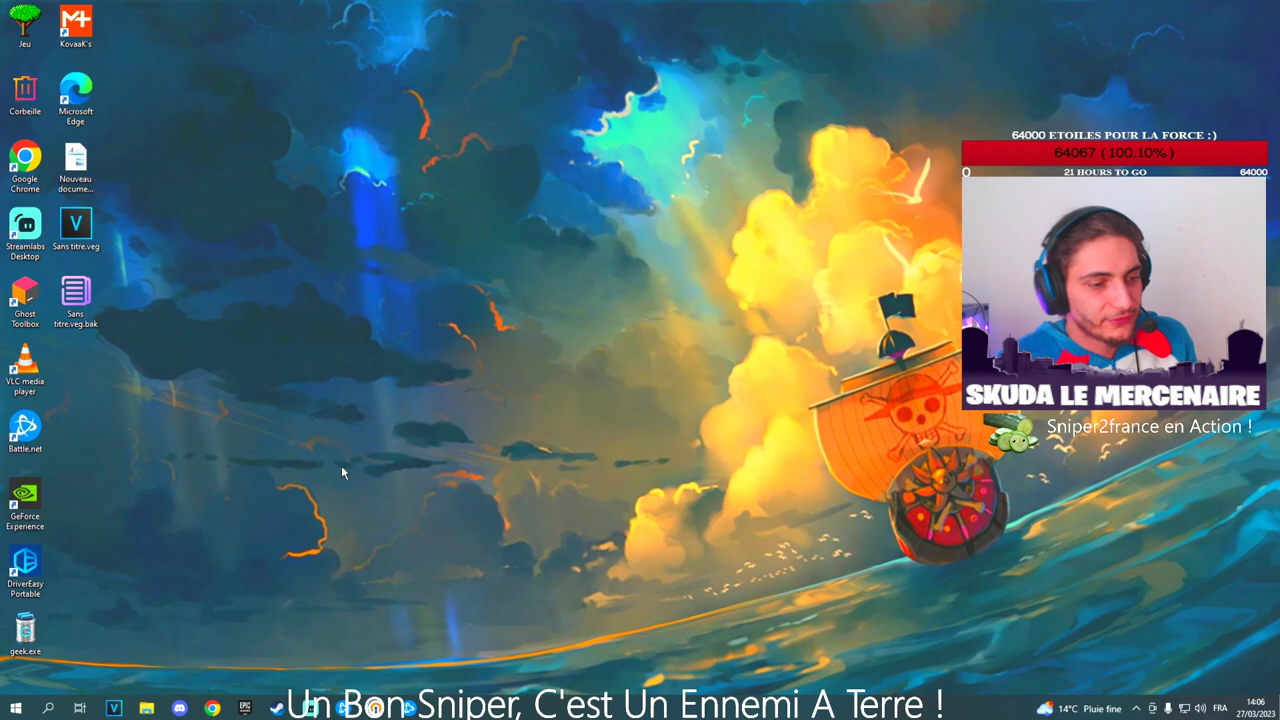 Jeu
KovaaK's
Corbeille
Microsoft
Edge
Google
Chrome
Nouveau
docume...
Streamlabs
Desktop
V
Sans titre.veg
Ghost
Toolbox
Sans
titre.veg.bak
VLC media
player
Battle.net
GeForce
Experience
DriverEasy
Portable
geek.exe
64000 ETOILES POUR LA FORCE :)
64067 (100.10%)
0
21 HOURS TO GO
64000
SKUDA LE MERCENAIRE
Sniper2france en Action !
Un Bon Sniper, C'est Un Ennemi A Terre !
V
EPIC
14°C Pluie fine
FRA
14:06
27/03/2023